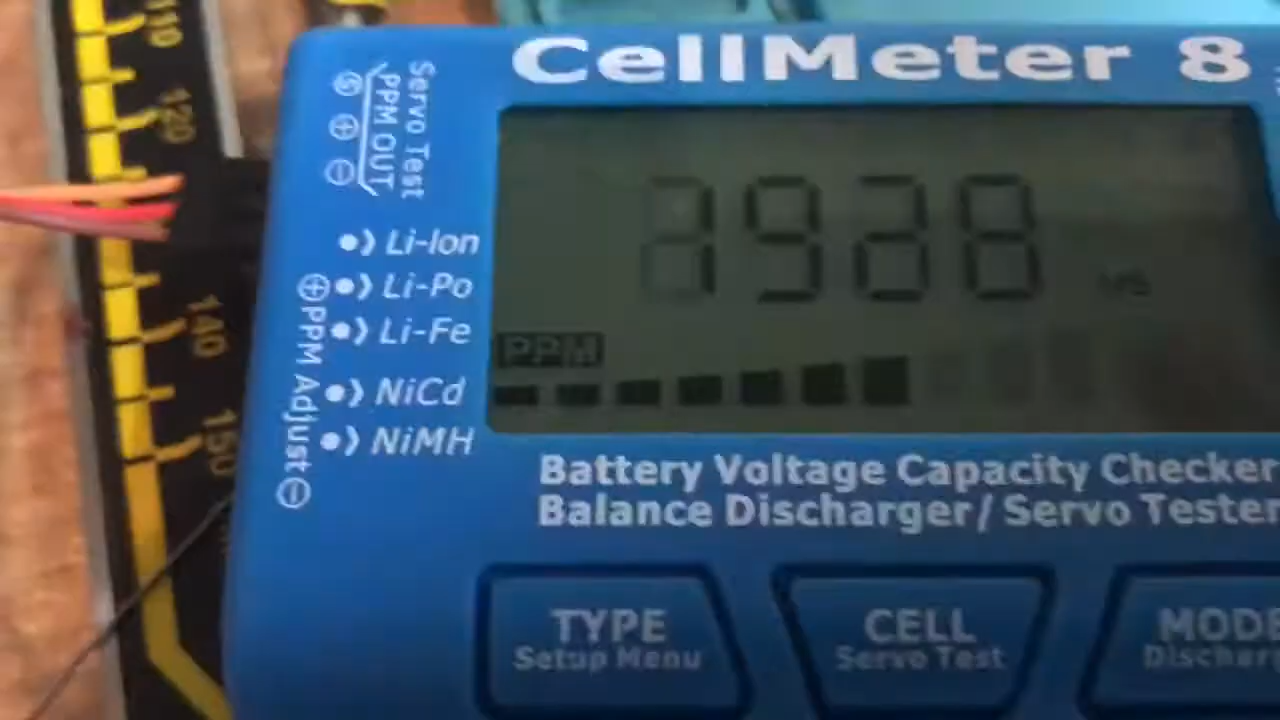 CellMeter 8
Servo Test
PPM OUT
S + −
Li-Ion
Li-Po
Li-Fe
NiCd
NiMH
+ PPM Adjust −
PPM
Battery Voltage Capacity Checker
Balance Discharger/ Servo Tester
TYPE
Setup Menu
CELL
Servo Test
MODE
110
120
140
150